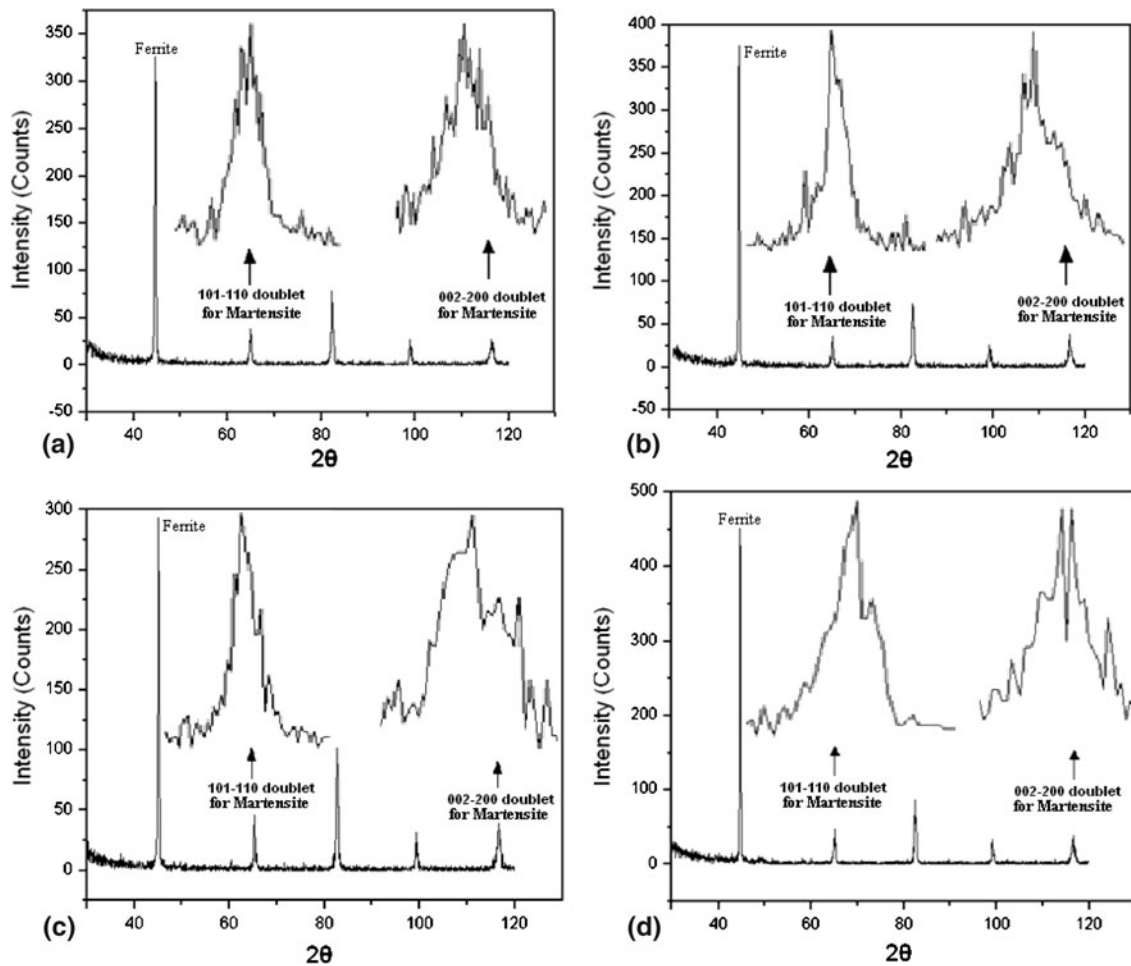 375
350
300
250
200
150
100
50
0
-50
Intensity (Counts)
Ferrite
101-110 doublet
for Martensite
002-200 doublet
for Martensite
40
60
80
100
120
2θ
(a)
400
350
300
250
200
150
100
50
0
-50
Intensity (Counts)
Ferrite
101-110 doublet
for Martensite
002-200 doublet
for Martensite
40
60
80
100
120
2θ
(b)
300
250
200
150
100
50
0
Intensity (Counts)
Ferrite
101-110 doublet
for Martensite
002-200 doublet
for Martensite
40
60
80
100
120
2θ
(c)
500
400
300
200
100
0
Intensity (Counts)
Ferrite
101-110 doublet
for Martensite
002-200 doublet
for Martensite
40
60
80
100
120
2θ
(d)